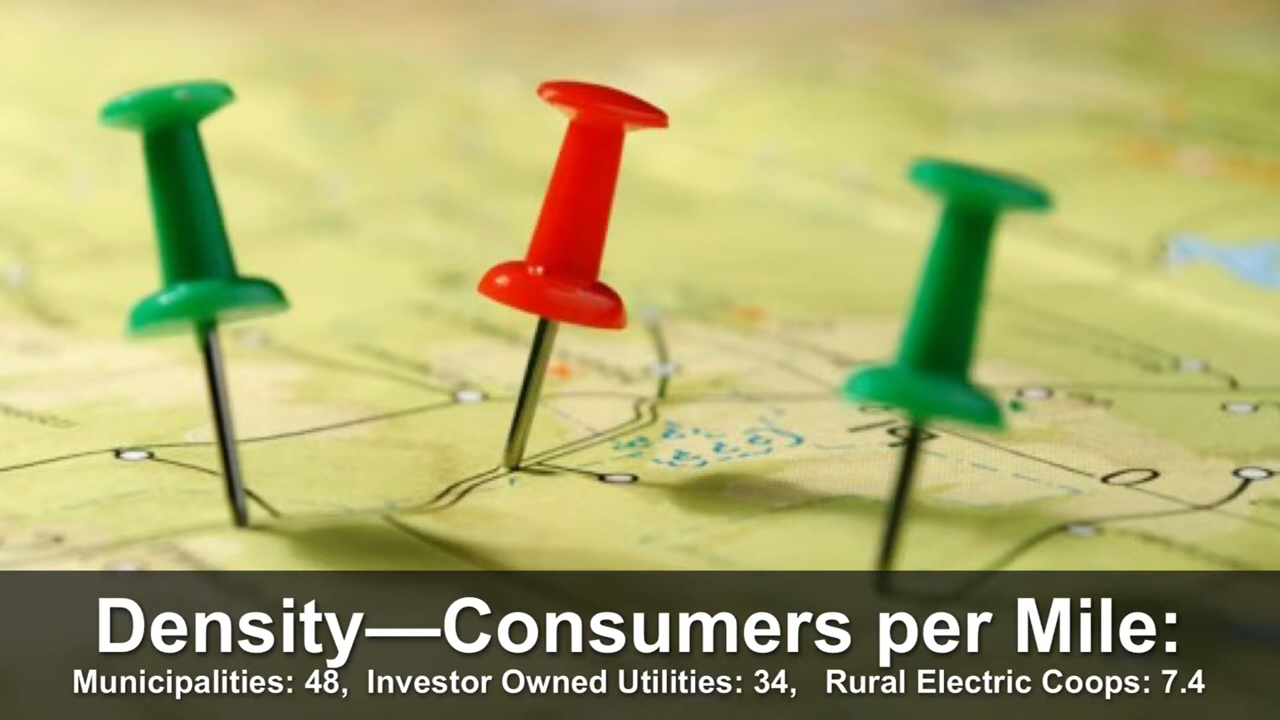 Density—Consumers per Mile:
Municipalities: 48, Investor Owned Utilities: 34, Rural Electric Coops: 7.4